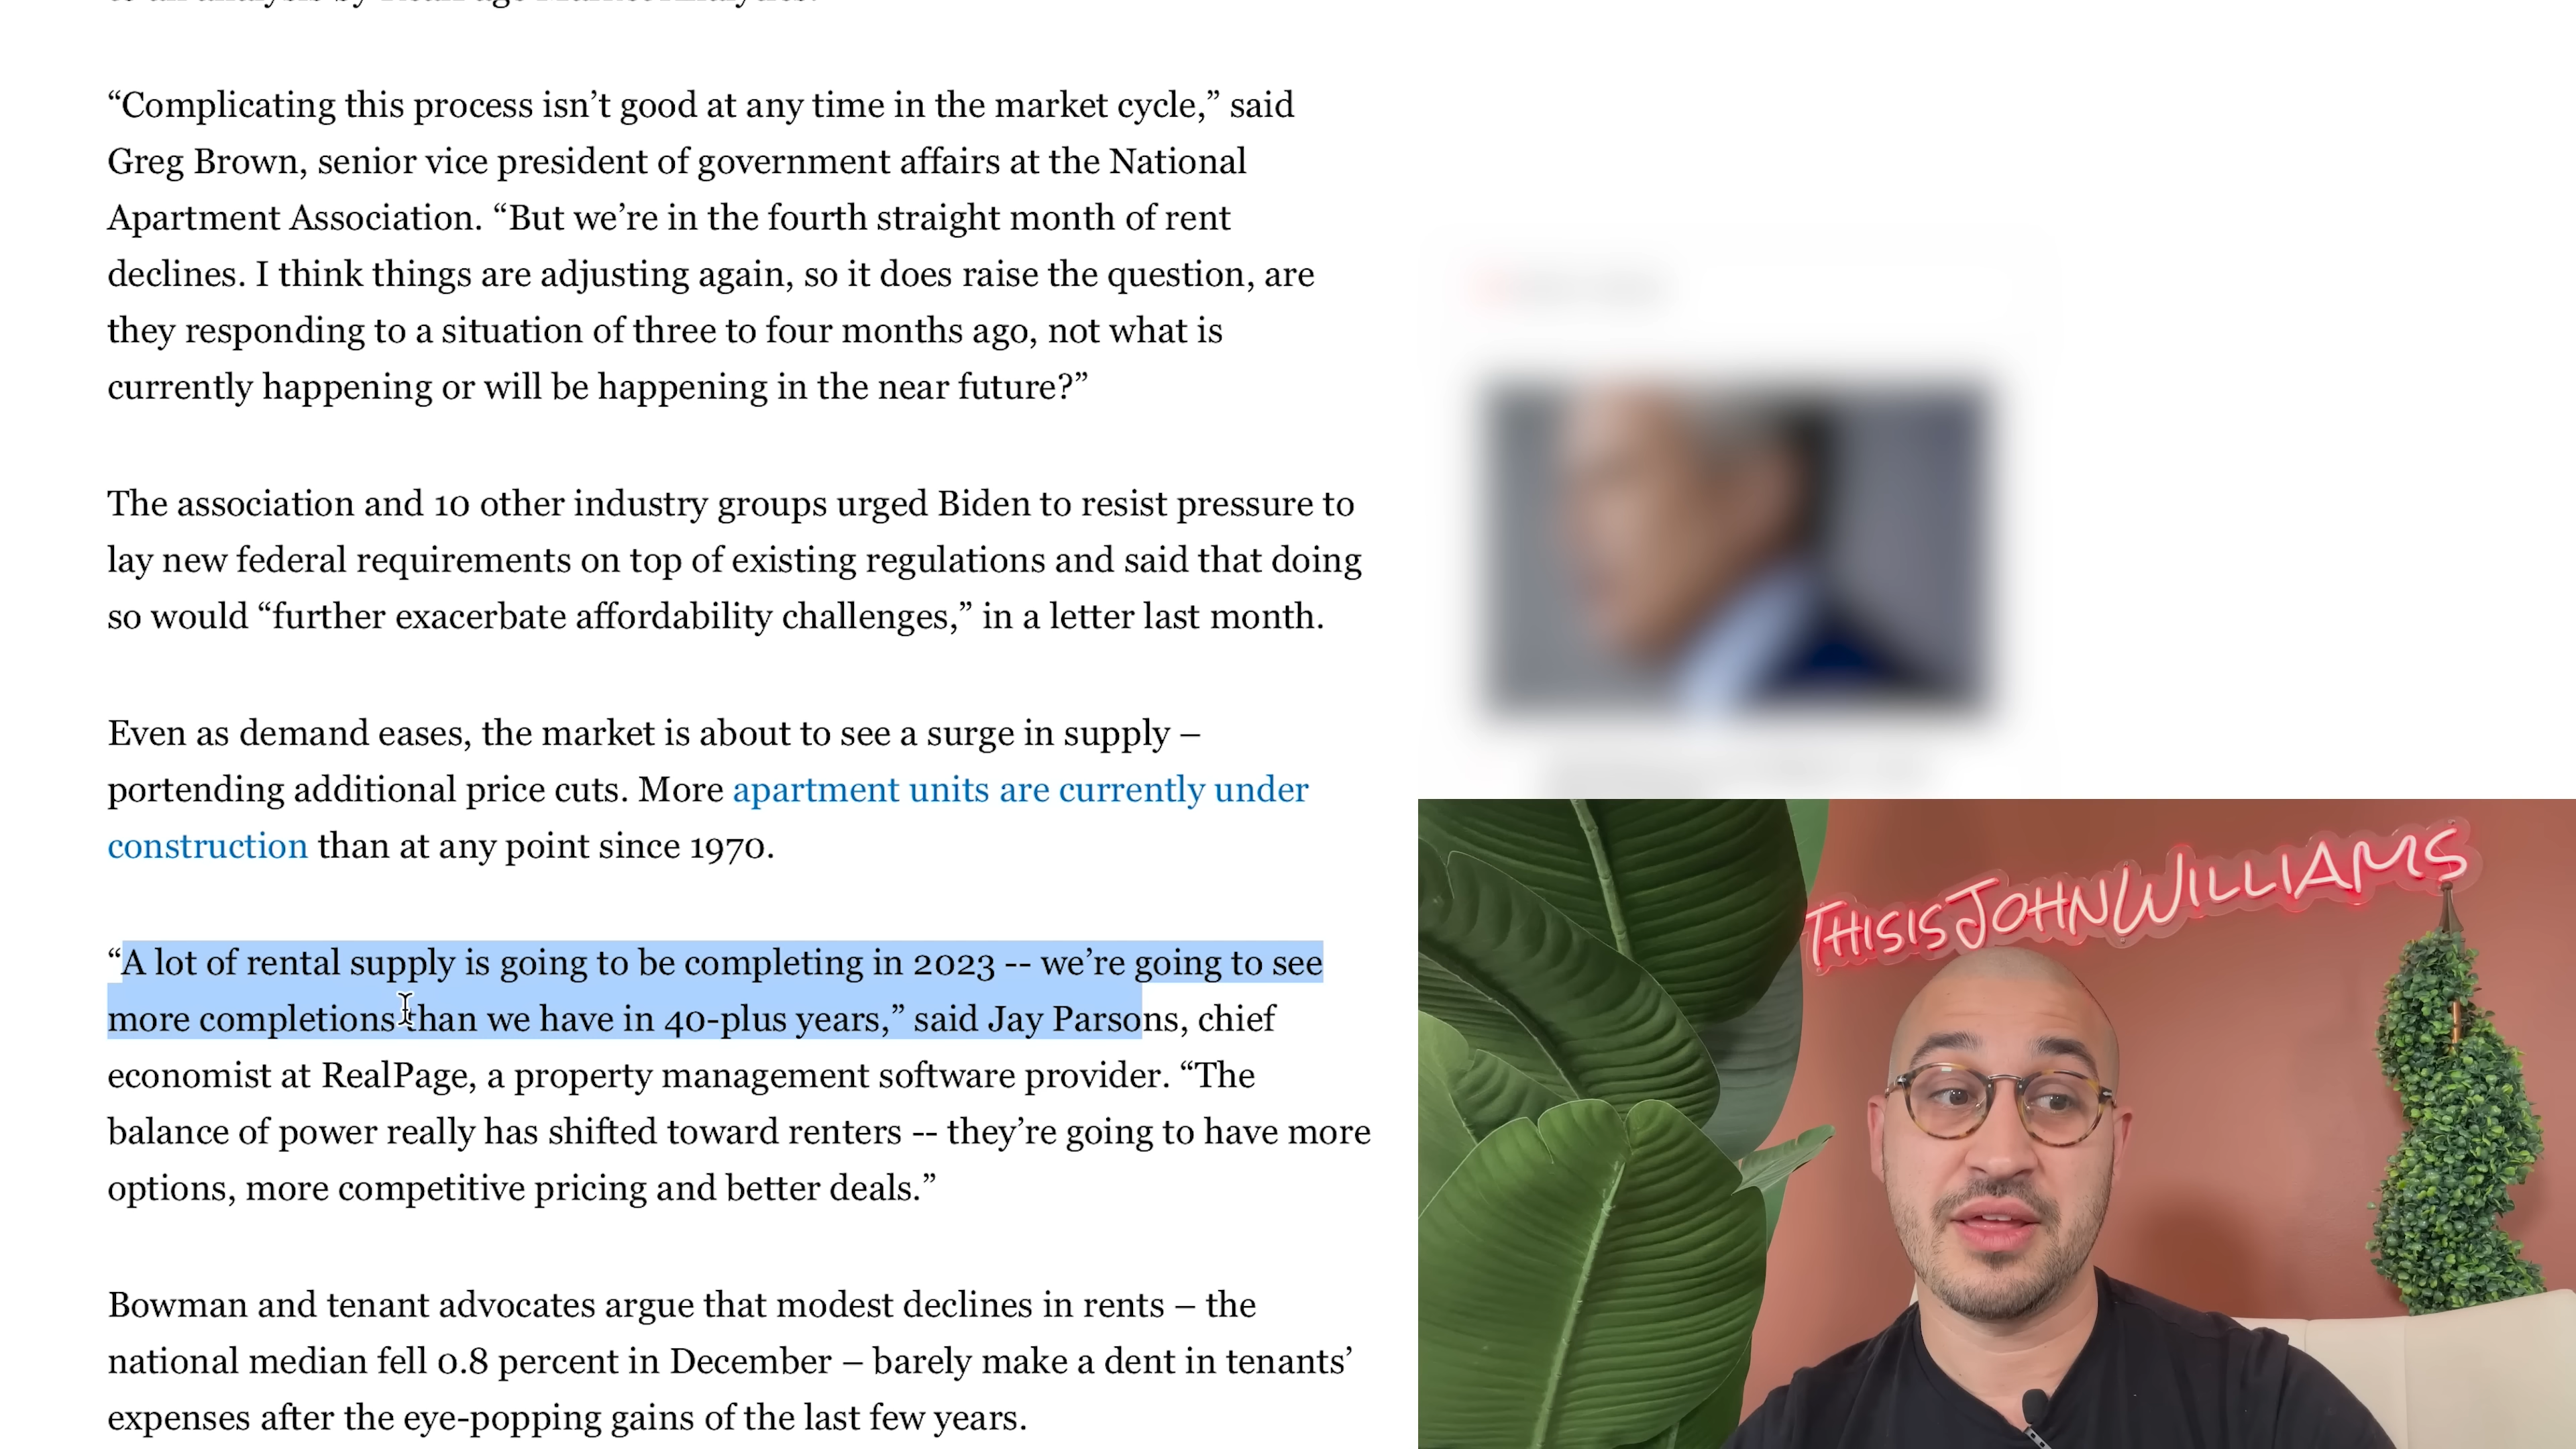 “Complicating this process isn’t good at any time in the market cycle,” said
Greg Brown, senior vice president of government affairs at the National
Apartment Association. “But we’re in the fourth straight month of rent
declines. I think things are adjusting again, so it does raise the question, are
they responding to a situation of three to four months ago, not what is
currently happening or will be happening in the near future?”
The association and 10 other industry groups urged Biden to resist pressure to
lay new federal requirements on top of existing regulations and said that doing
so would “further exacerbate affordability challenges,” in a letter last month.
Even as demand eases, the market is about to see a surge in supply –
portending additional price cuts. More apartment units are currently under
construction than at any point since 1970.
“A lot of rental supply is going to be completing in 2023 -- we’re going to see
more completions than we have in 40-plus years,” said Jay Parsons, chief
economist at RealPage, a property management software provider. “The
balance of power really has shifted toward renters -- they’re going to have more
options, more competitive pricing and better deals.”
Bowman and tenant advocates argue that modest declines in rents – the
national median fell 0.8 percent in December – barely make a dent in tenants’
expenses after the eye-popping gains of the last few years.
THISISJOHNWILLIAMS